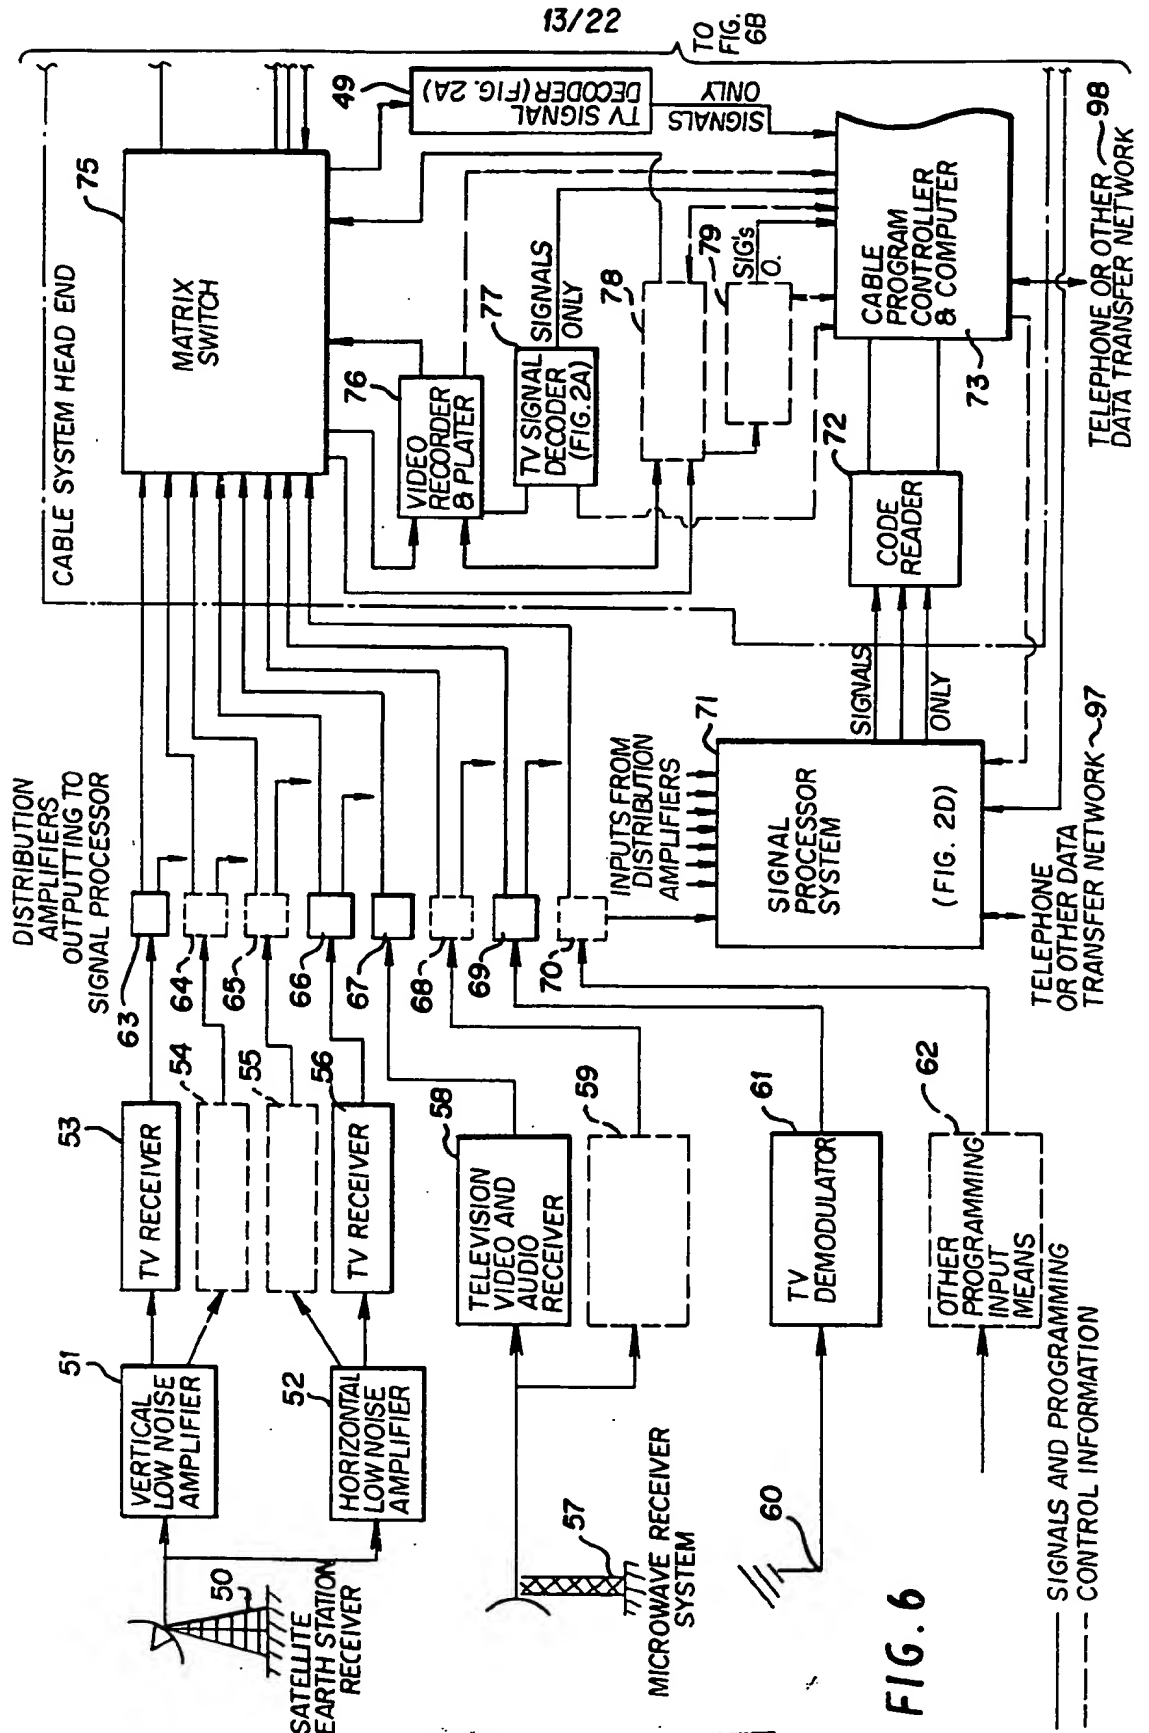 13/22
TO
FIG.
6B
CABLE SYSTEM HEAD END
75
MATRIX
SWITCH
49
TV SIGNAL
DECODER (FIG. 2A)
SIGNALS
ONLY
76
VIDEO
RECORDER
& PLATER
77
TV SIGNAL
DECODER
(FIG. 2A)
SIGNALS
ONLY
78
79
SIG's
O.
CABLE
PROGRAM
CONTROLLER
& COMPUTER
73
72
CODE
READER
TELEPHONE OR OTHER 98
DATA TRANSFER NETWORK
DISTRIBUTION
AMPLIFIERS
OUTPUTTING TO
SIGNAL PROCESSOR
63
64
65
66
67
68
69
70
INPUTS FROM
DISTRIBUTION
AMPLIFIERS
71
SIGNAL
PROCESSOR
SYSTEM
(FIG. 2D)
SIGNALS
ONLY
TELEPHONE
OR OTHER DATA
TRANSFER NETWORK 97
53
TV RECEIVER
54
55
56
TV RECEIVER
58
TELEVISION
VIDEO AND
AUDIO
RECEIVER
59
61
TV
DEMODULATOR
62
OTHER
PROGRAMMING
INPUT
MEANS
51
VERTICAL
LOW NOISE
AMPLIFIER
52
HORIZONTAL
LOW NOISE
AMPLIFIER
50
SATELLITE
EARTH STATION
RECEIVER
57
MICROWAVE RECEIVER
SYSTEM
60
FIG. 6
SIGNALS AND PROGRAMMING
CONTROL INFORMATION